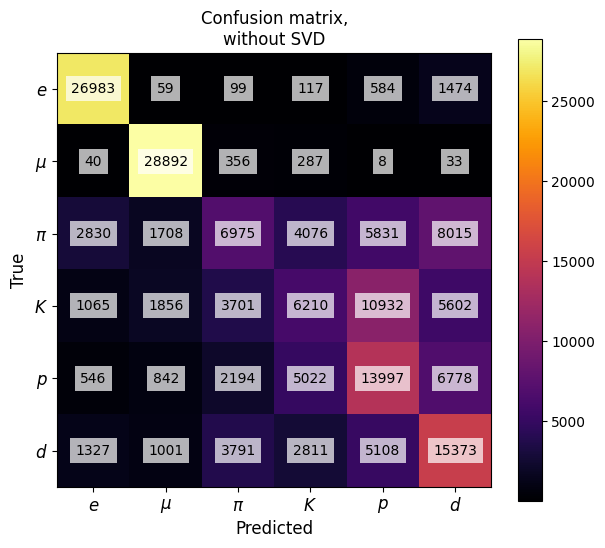 Confusion matrix,
without SVD
e 26983 59 99 117 584 1474
μ 40 28892 356 287 8 33
π 2830 1708 6975 4076 5831 8015
K 1065 1856 3701 6210 10932 5602
p 546 842 2194 5022 13997 6778
d 1327 1001 3791 2811 5108 15373
e μ π K p d
Predicted
True
25000
20000
15000
10000
5000